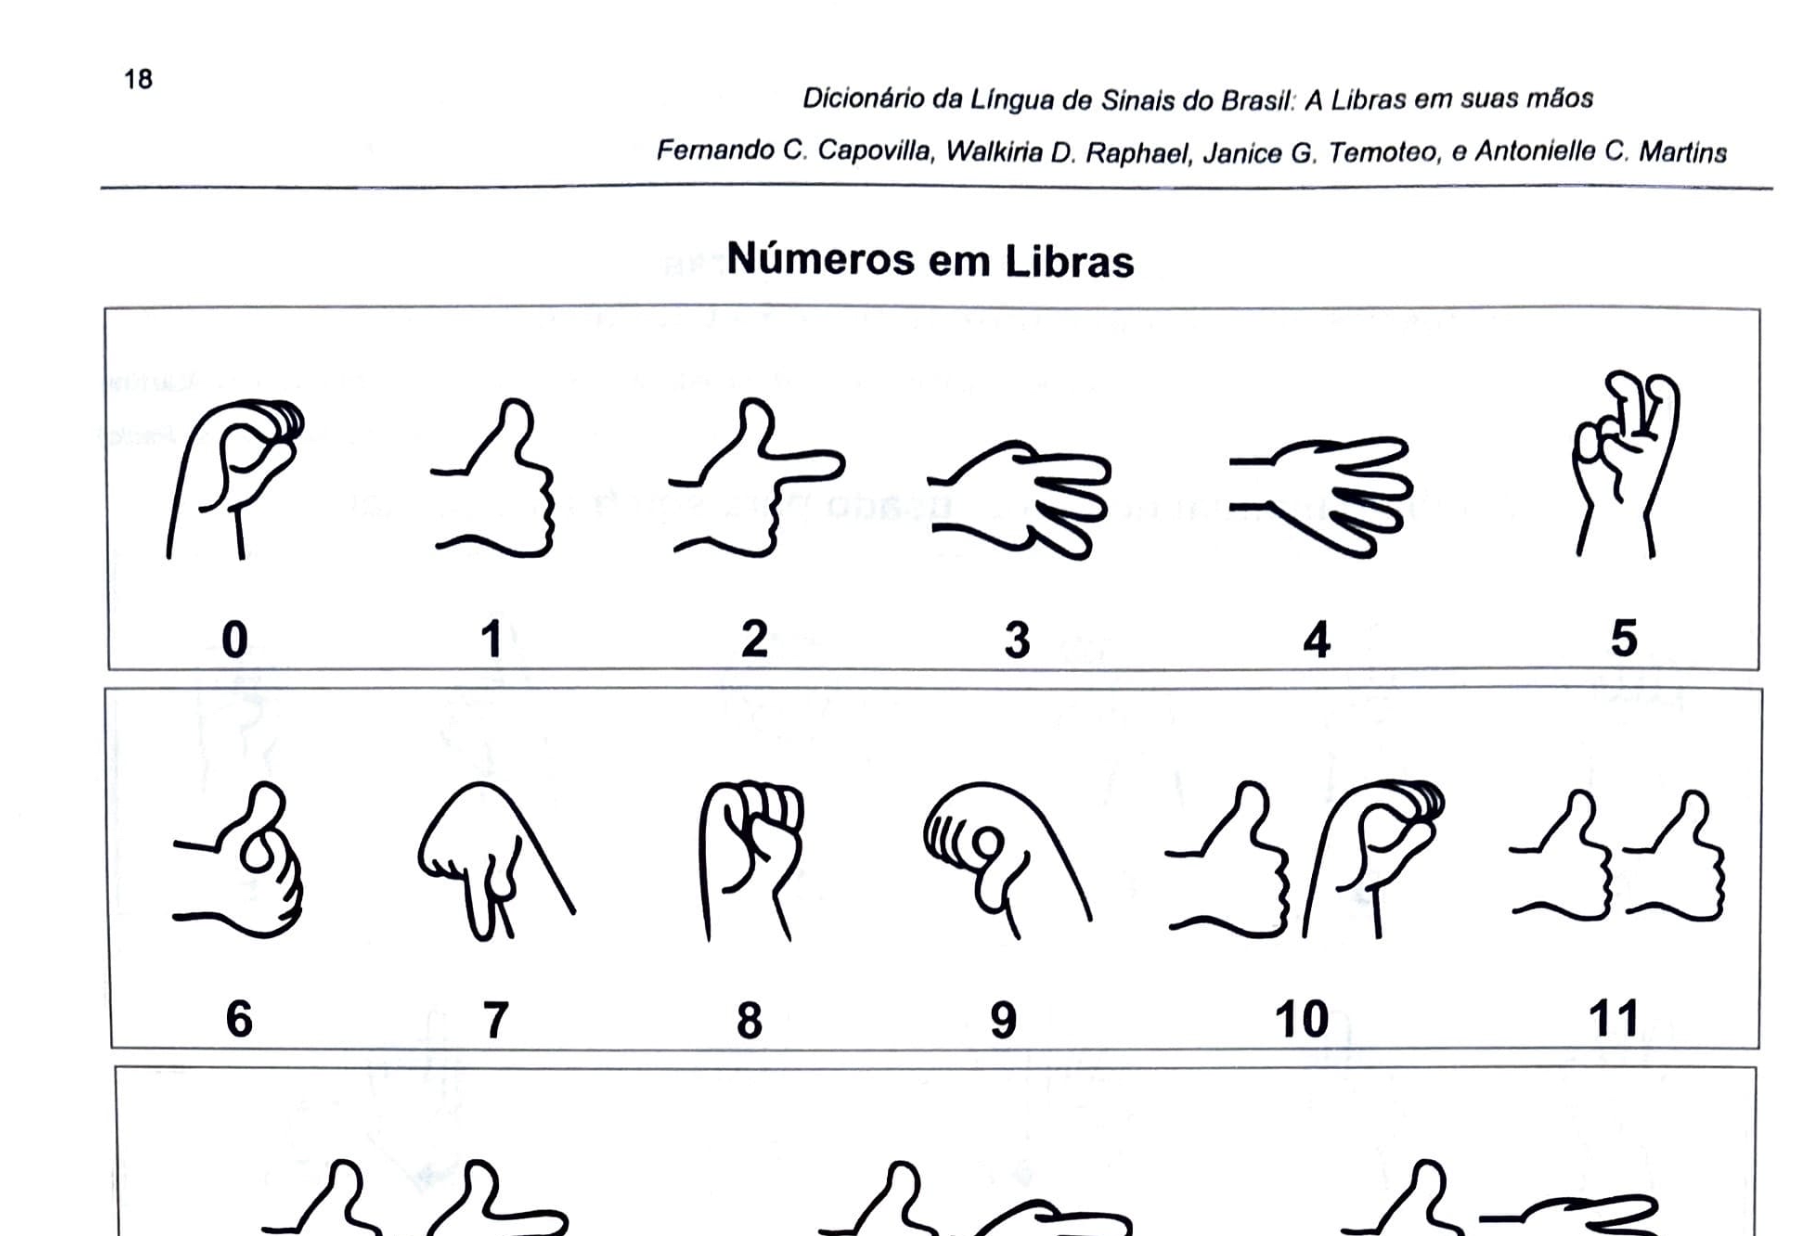 18
Dicionário da Língua de Sinais do Brasil: A Libras em suas mãos
Fernando C. Capovilla, Walkiria D. Raphael, Janice G. Temoteo, e Antonielle C. Martins
Números em Libras
0 1 2 3 4 5
6 7 8 9 10 11